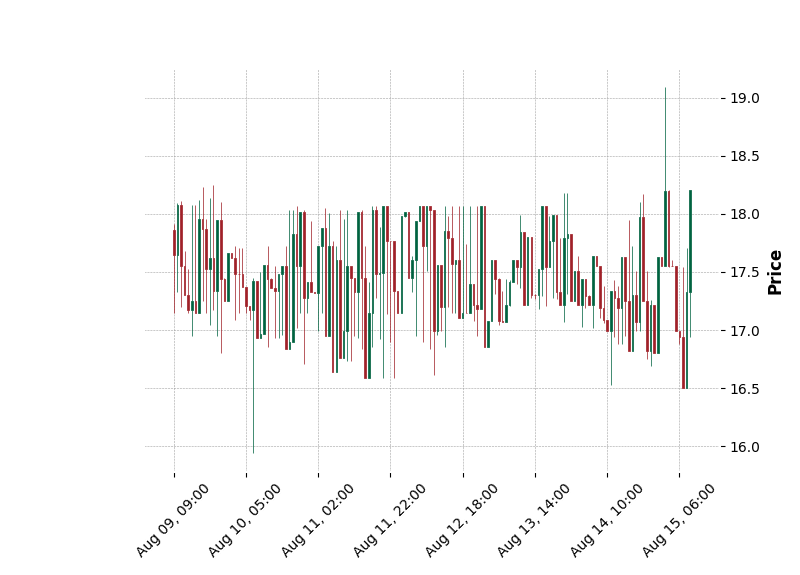 19.0
18.5
18.0
17.5
17.0
16.5
16.0
Price
Aug 09, 09:00
Aug 10, 05:00
Aug 11, 02:00
Aug 11, 22:00
Aug 12, 18:00
Aug 13, 14:00
Aug 14, 10:00
Aug 15, 06:00